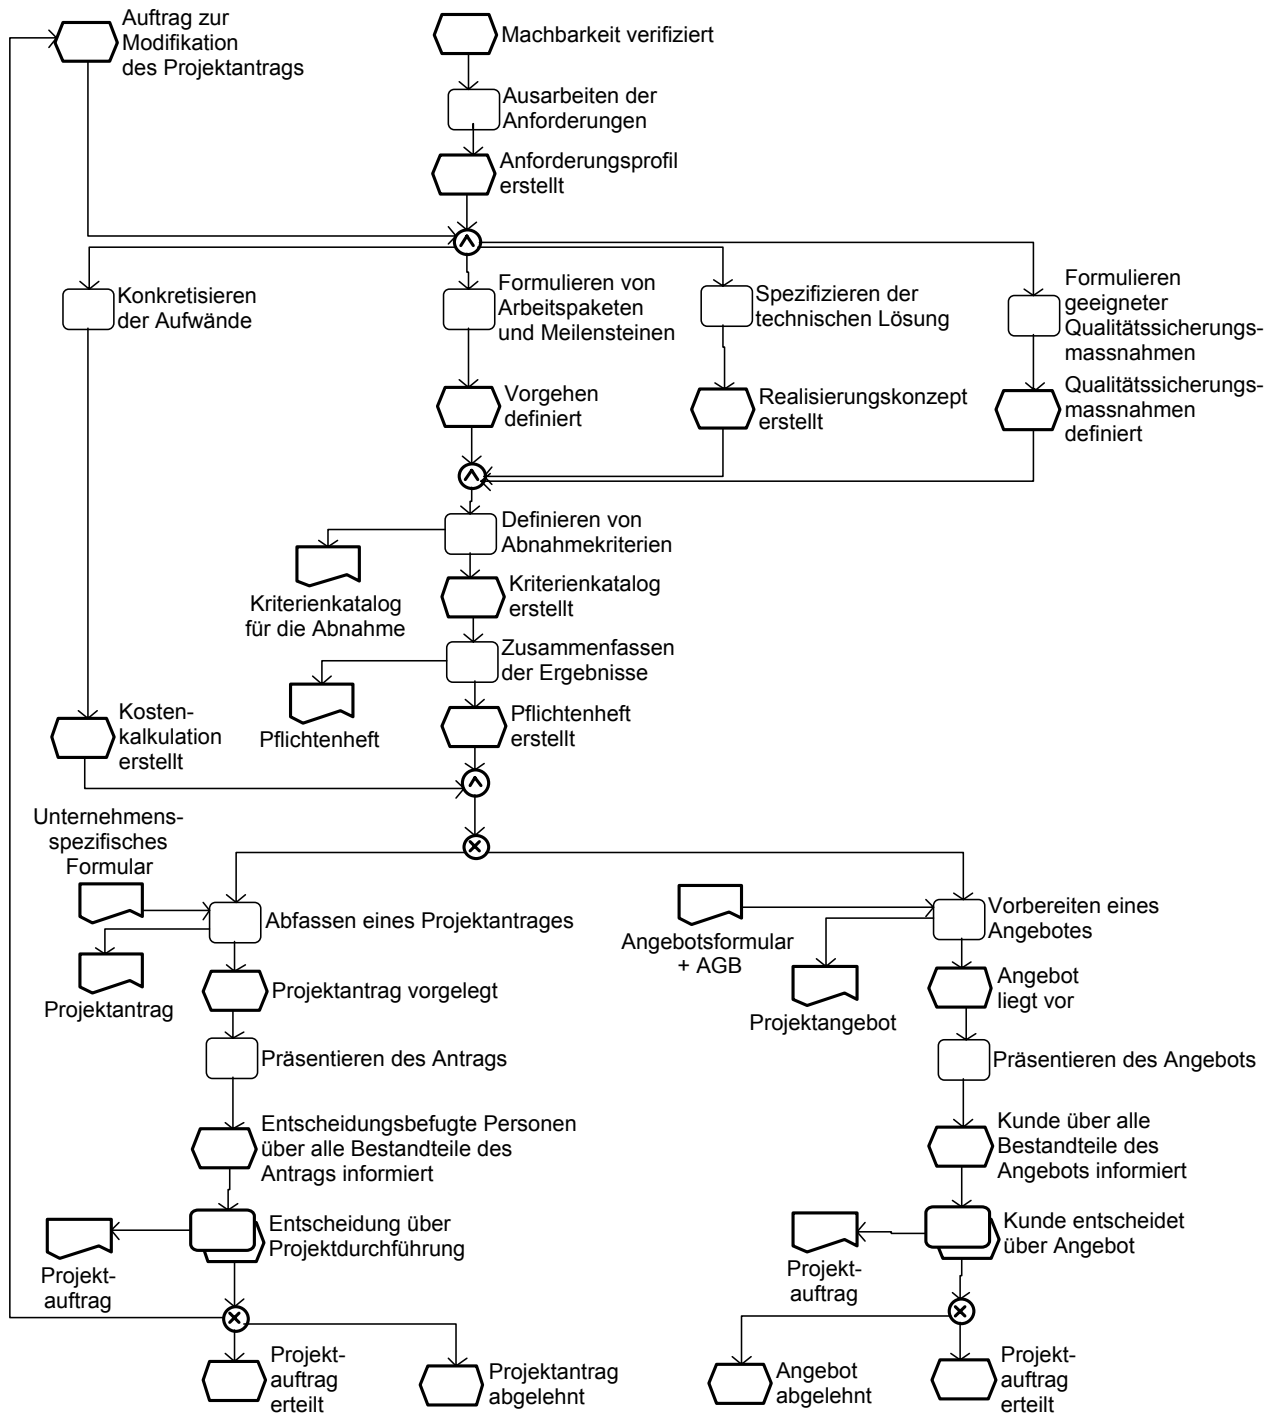 Auftrag zur
Modifikation
des Projektantrags
Machbarkeit verifiziert
Ausarbeiten der
Anforderungen
Anforderungsprofil
erstellt
Konkretisieren
der Aufwände
Formulieren von
Arbeitspaketen
und Meilensteinen
Spezifizieren der
technischen Lösung
Formulieren
geeigneter
Qualitätssicherungs-
massnahmen
Vorgehen
definiert
Realisierungskonzept
erstellt
Qualitätssicherungs-
massnahmen
definiert
Definieren von
Abnahmekriterien
Kriterienkatalog
für die Abnahme
Kriterienkatalog
erstellt
Zusammenfassen
der Ergebnisse
Pflichtenheft
Pflichtenheft
erstellt
Kosten-
kalkulation
erstellt
Unternehmens-
spezifisches
Formular
Abfassen eines Projektantrages
Projektantrag
Projektantrag vorgelegt
Präsentieren des Antrags
Entscheidungsbefugte Personen
über alle Bestandteile des
Antrags informiert
Entscheidung über
Projektdurchführung
Projekt-
auftrag
Projekt-
auftrag
erteilt
Projektantrag
abgelehnt
Angebotsformular
+ AGB
Vorbereiten eines
Angebotes
Projektangebot
Angebot
liegt vor
Präsentieren des Angebots
Kunde über alle
Bestandteile des
Angebots informiert
Kunde entscheidet
über Angebot
Projekt-
auftrag
Angebot
abgelehnt
Projekt-
auftrag
erteilt